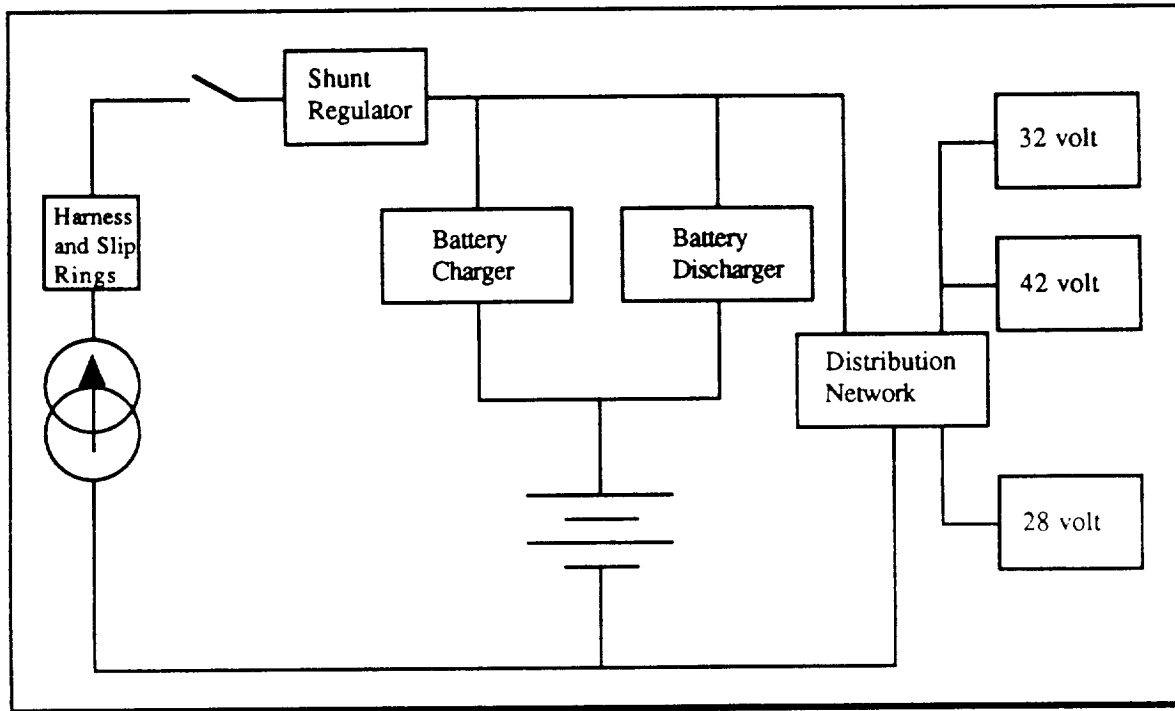 Shunt
Regulator
Harness
and Slip
Rings
Battery
Charger
Battery
Discharger
32 volt
42 volt
Distribution
Network
28 volt